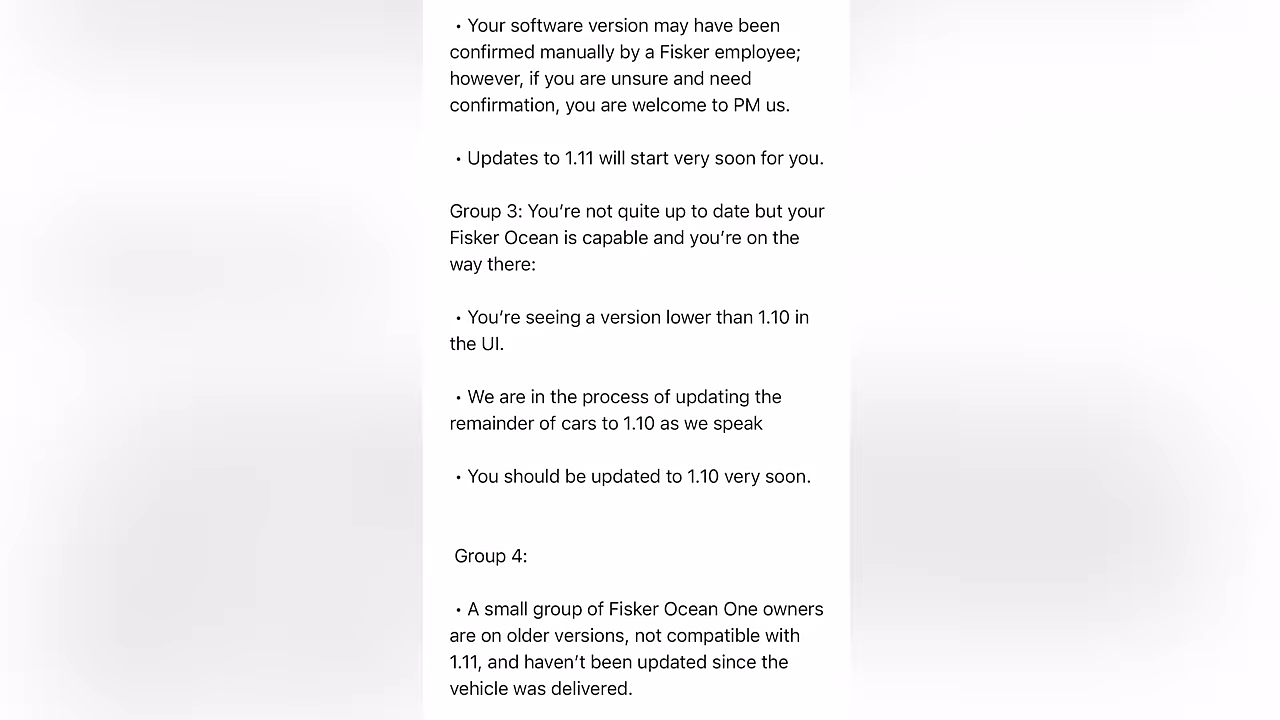 • Your software version may have been
confirmed manually by a Fisker employee;
however, if you are unsure and need
confirmation, you are welcome to PM us.
• Updates to 1.11 will start very soon for you.
Group 3: You’re not quite up to date but your
Fisker Ocean is capable and you’re on the
way there:
• You’re seeing a version lower than 1.10 in
the UI.
• We are in the process of updating the
remainder of cars to 1.10 as we speak
• You should be updated to 1.10 very soon.
Group 4:
• A small group of Fisker Ocean One owners
are on older versions, not compatible with
1.11, and haven’t been updated since the
vehicle was delivered.